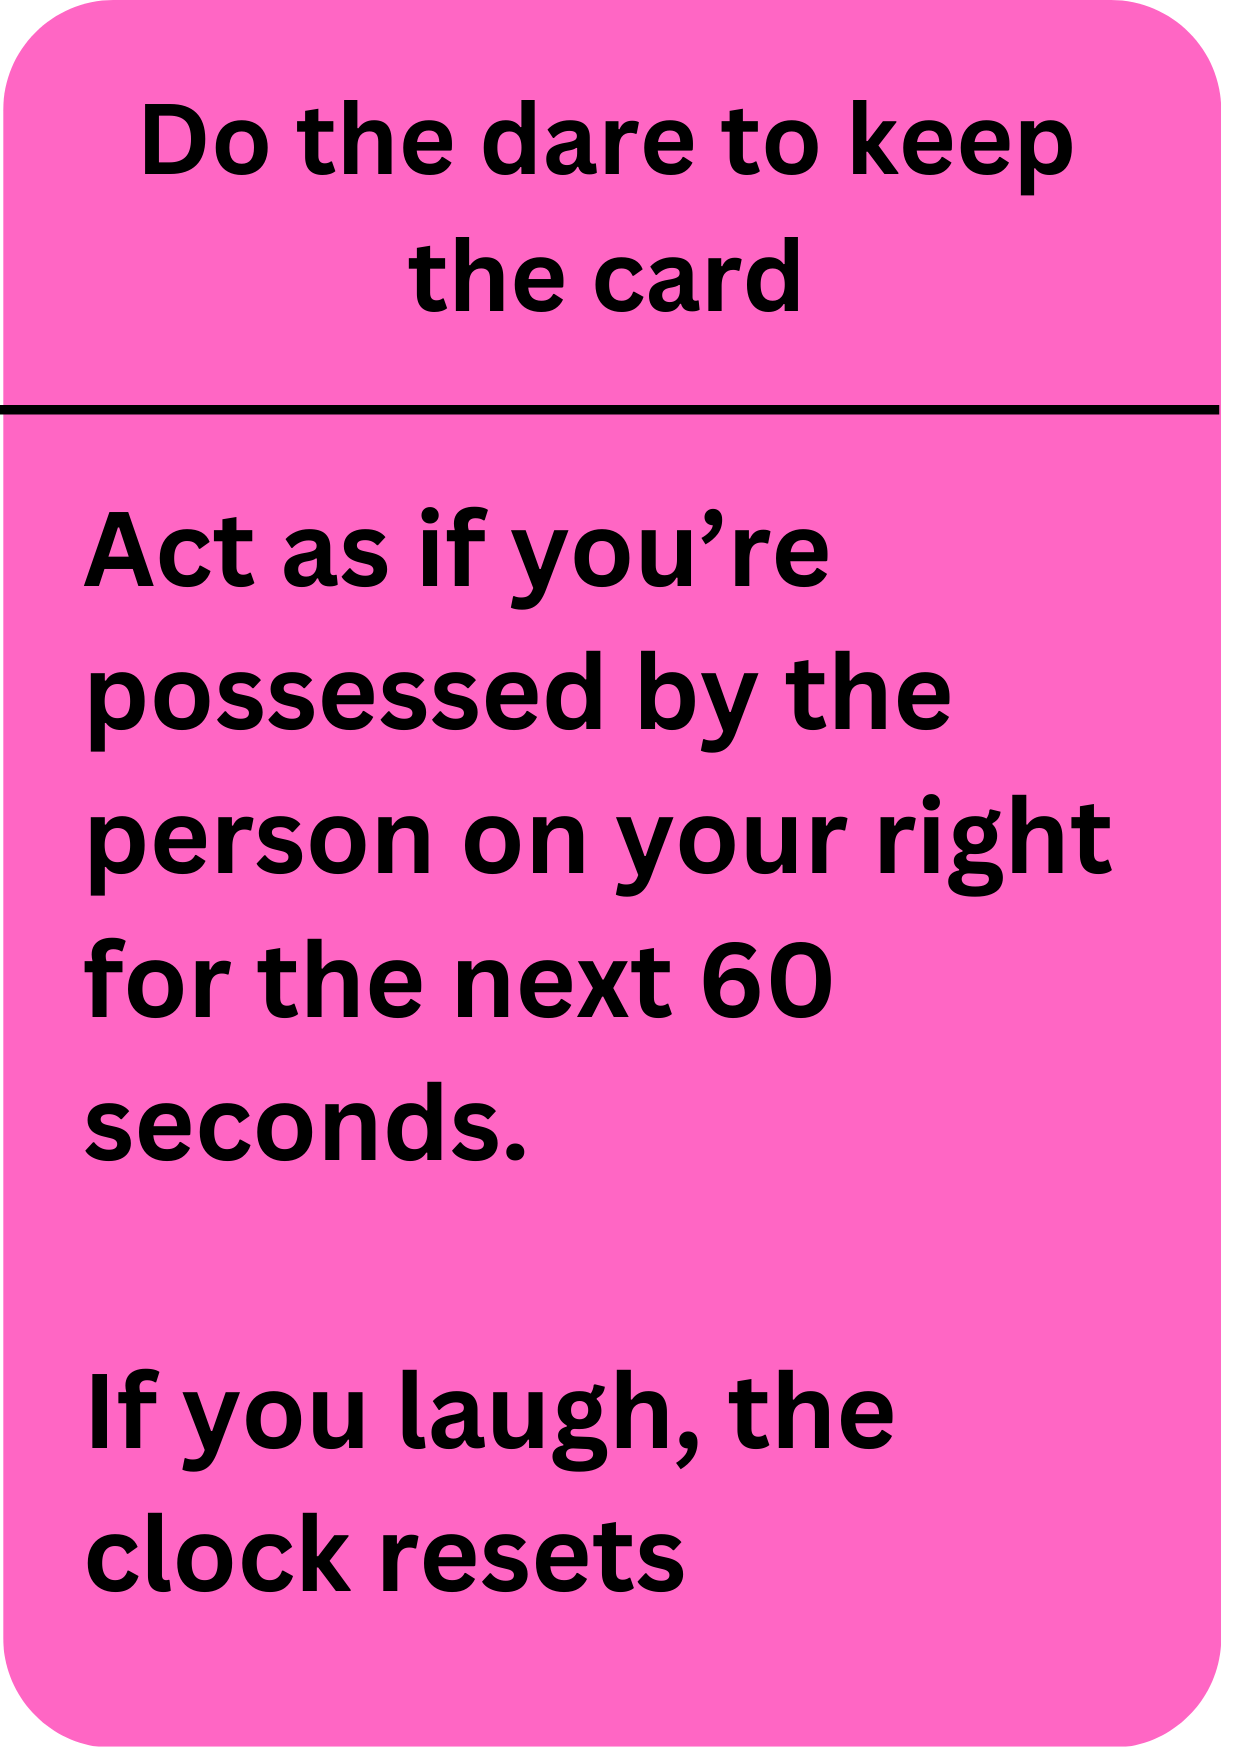 Do the dare to keep
the card
Act as if you’re
possessed by the
person on your right
for the next 60
seconds.
If you laugh, the
clock resets